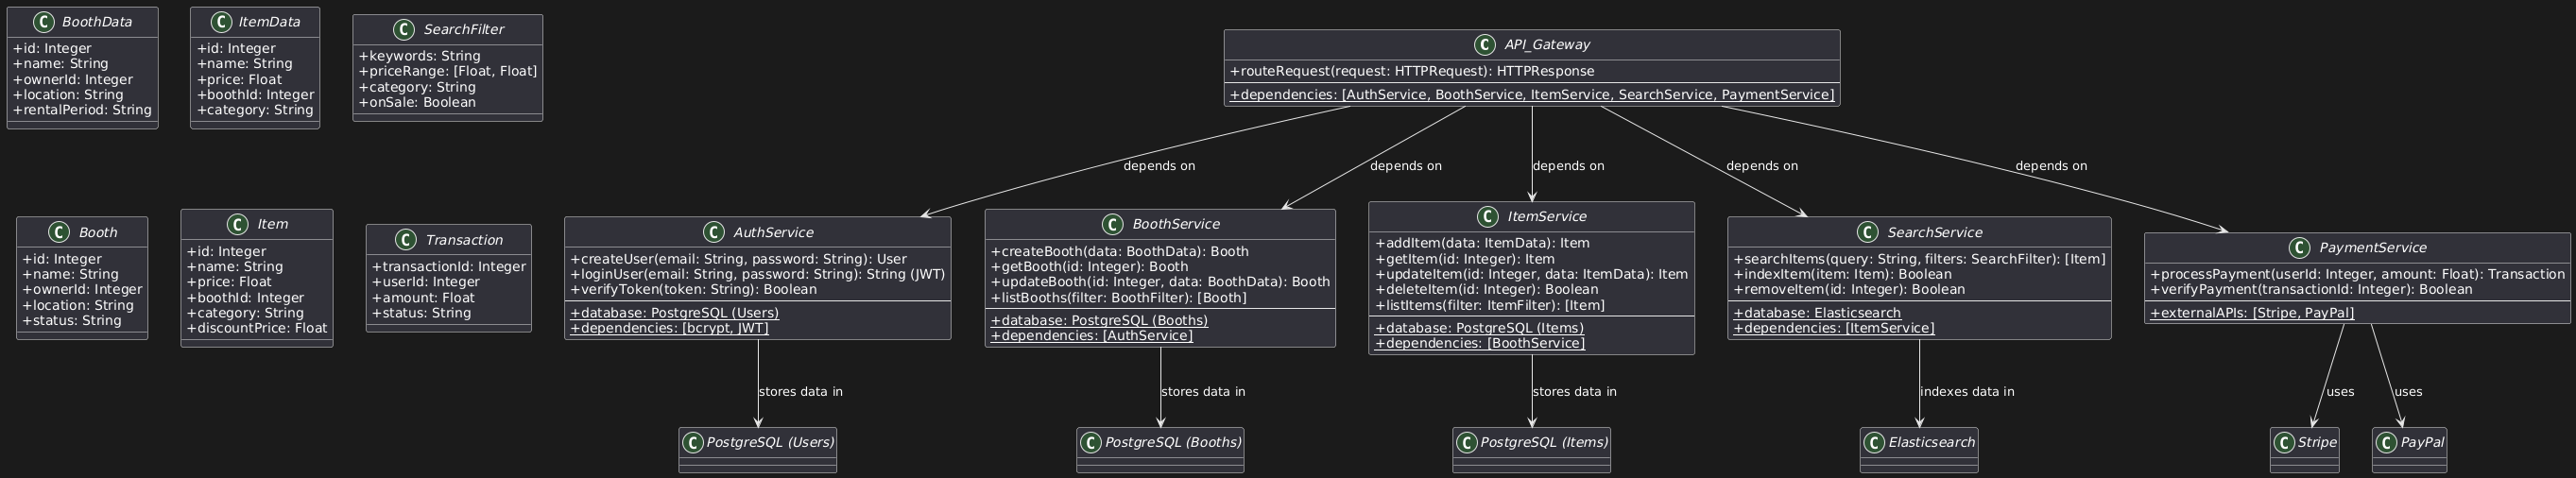 BoothData
+id: Integer
+name: String
+ownerId: Integer
+location: String
+rentalPeriod: String
ItemData
+id: Integer
+name: String
+price: Float
+boothId: Integer
+category: String
SearchFilter
+keywords: String
+priceRange: [Float, Float]
+category: String
+onSale: Boolean
API_Gateway
+routeRequest(request: HTTPRequest): HTTPResponse
+dependencies: [AuthService, BoothService, ItemService, SearchService, PaymentService]
depends on
depends on
depends on
depends on
depends on
Booth
+id: Integer
+name: String
+ownerId: Integer
+location: String
+status: String
Item
+id: Integer
+name: String
+price: Float
+boothId: Integer
+category: String
+discountPrice: Float
Transaction
+transactionId: Integer
+userId: Integer
+amount: Float
+status: String
AuthService
+createUser(email: String, password: String): User
+loginUser(email: String, password: String): String (JWT)
+verifyToken(token: String): Boolean
+database: PostgreSQL (Users)
+dependencies: [bcrypt, JWT]
BoothService
+createBooth(data: BoothData): Booth
+getBooth(id: Integer): Booth
+updateBooth(id: Integer, data: BoothData): Booth
+listBooths(filter: BoothFilter): [Booth]
+database: PostgreSQL (Booths)
+dependencies: [AuthService]
ItemService
+addItem(data: ItemData): Item
+getItem(id: Integer): Item
+updateItem(id: Integer, data: ItemData): Item
+deleteItem(id: Integer): Boolean
+listItems(filter: ItemFilter): [Item]
+database: PostgreSQL (Items)
+dependencies: [BoothService]
SearchService
+searchItems(query: String, filters: SearchFilter): [Item]
+indexItem(item: Item): Boolean
+removeItem(id: Integer): Boolean
+database: Elasticsearch
+dependencies: [ItemService]
PaymentService
+processPayment(userId: Integer, amount: Float): Transaction
+verifyPayment(transactionId: Integer): Boolean
+externalAPIs: [Stripe, PayPal]
stores data in
stores data in
stores data in
indexes data in
uses
uses
PostgreSQL (Users)
PostgreSQL (Booths)
PostgreSQL (Items)
Elasticsearch
Stripe
PayPal